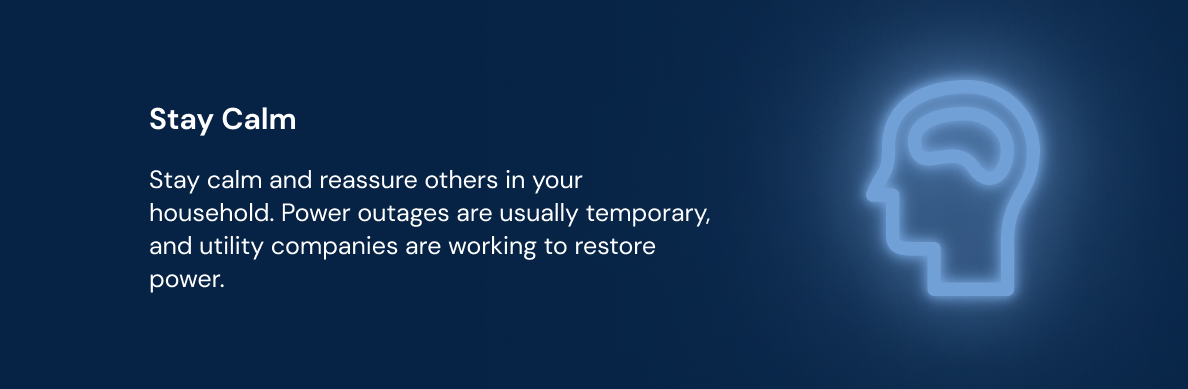 Stay Calm
Stay calm and reassure others in your
household. Power outages are usually temporary,
and utility companies are working to restore
power.